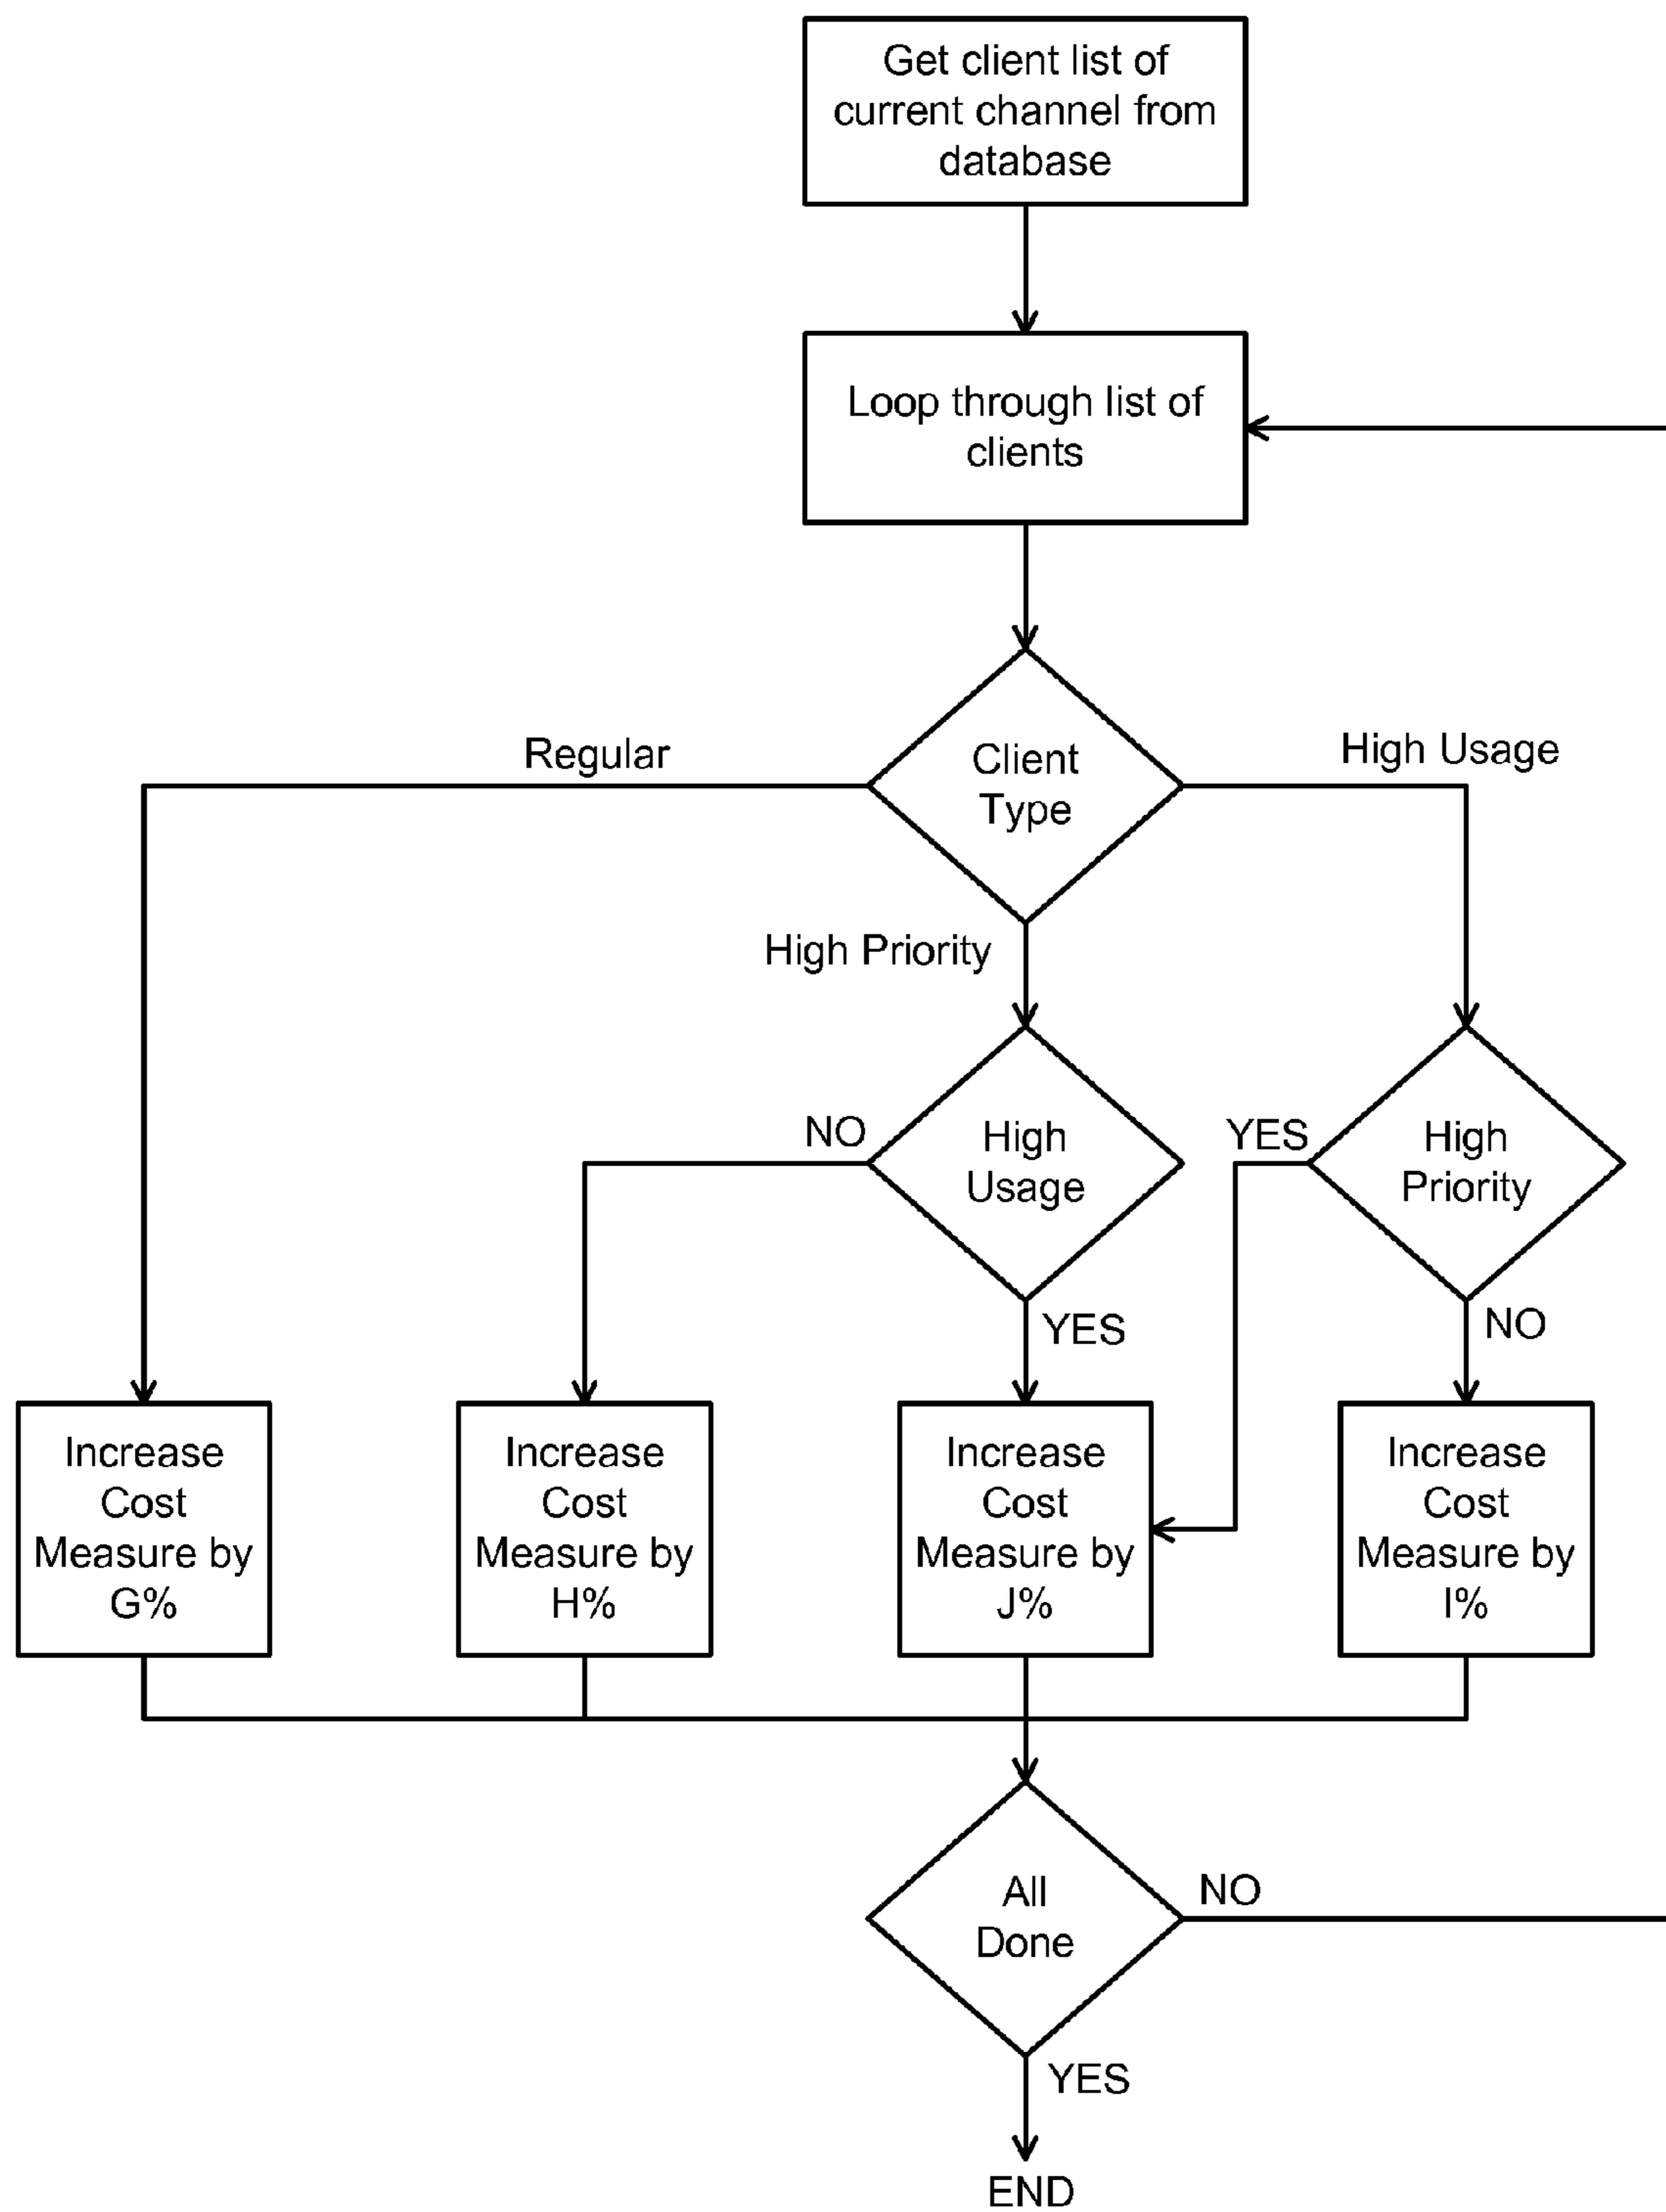 Get client list of
current channel from
database
Loop through list of
clients
Regular
Client
Type
High Usage
High Priority
NO
High
Usage
YES
YES
High
Priority
NO
Increase
Cost
Measure by
G%
Increase
Cost
Measure by
H%
Increase
Cost
Measure by
J%
Increase
Cost
Measure by
I%
All
Done
NO
YES
END